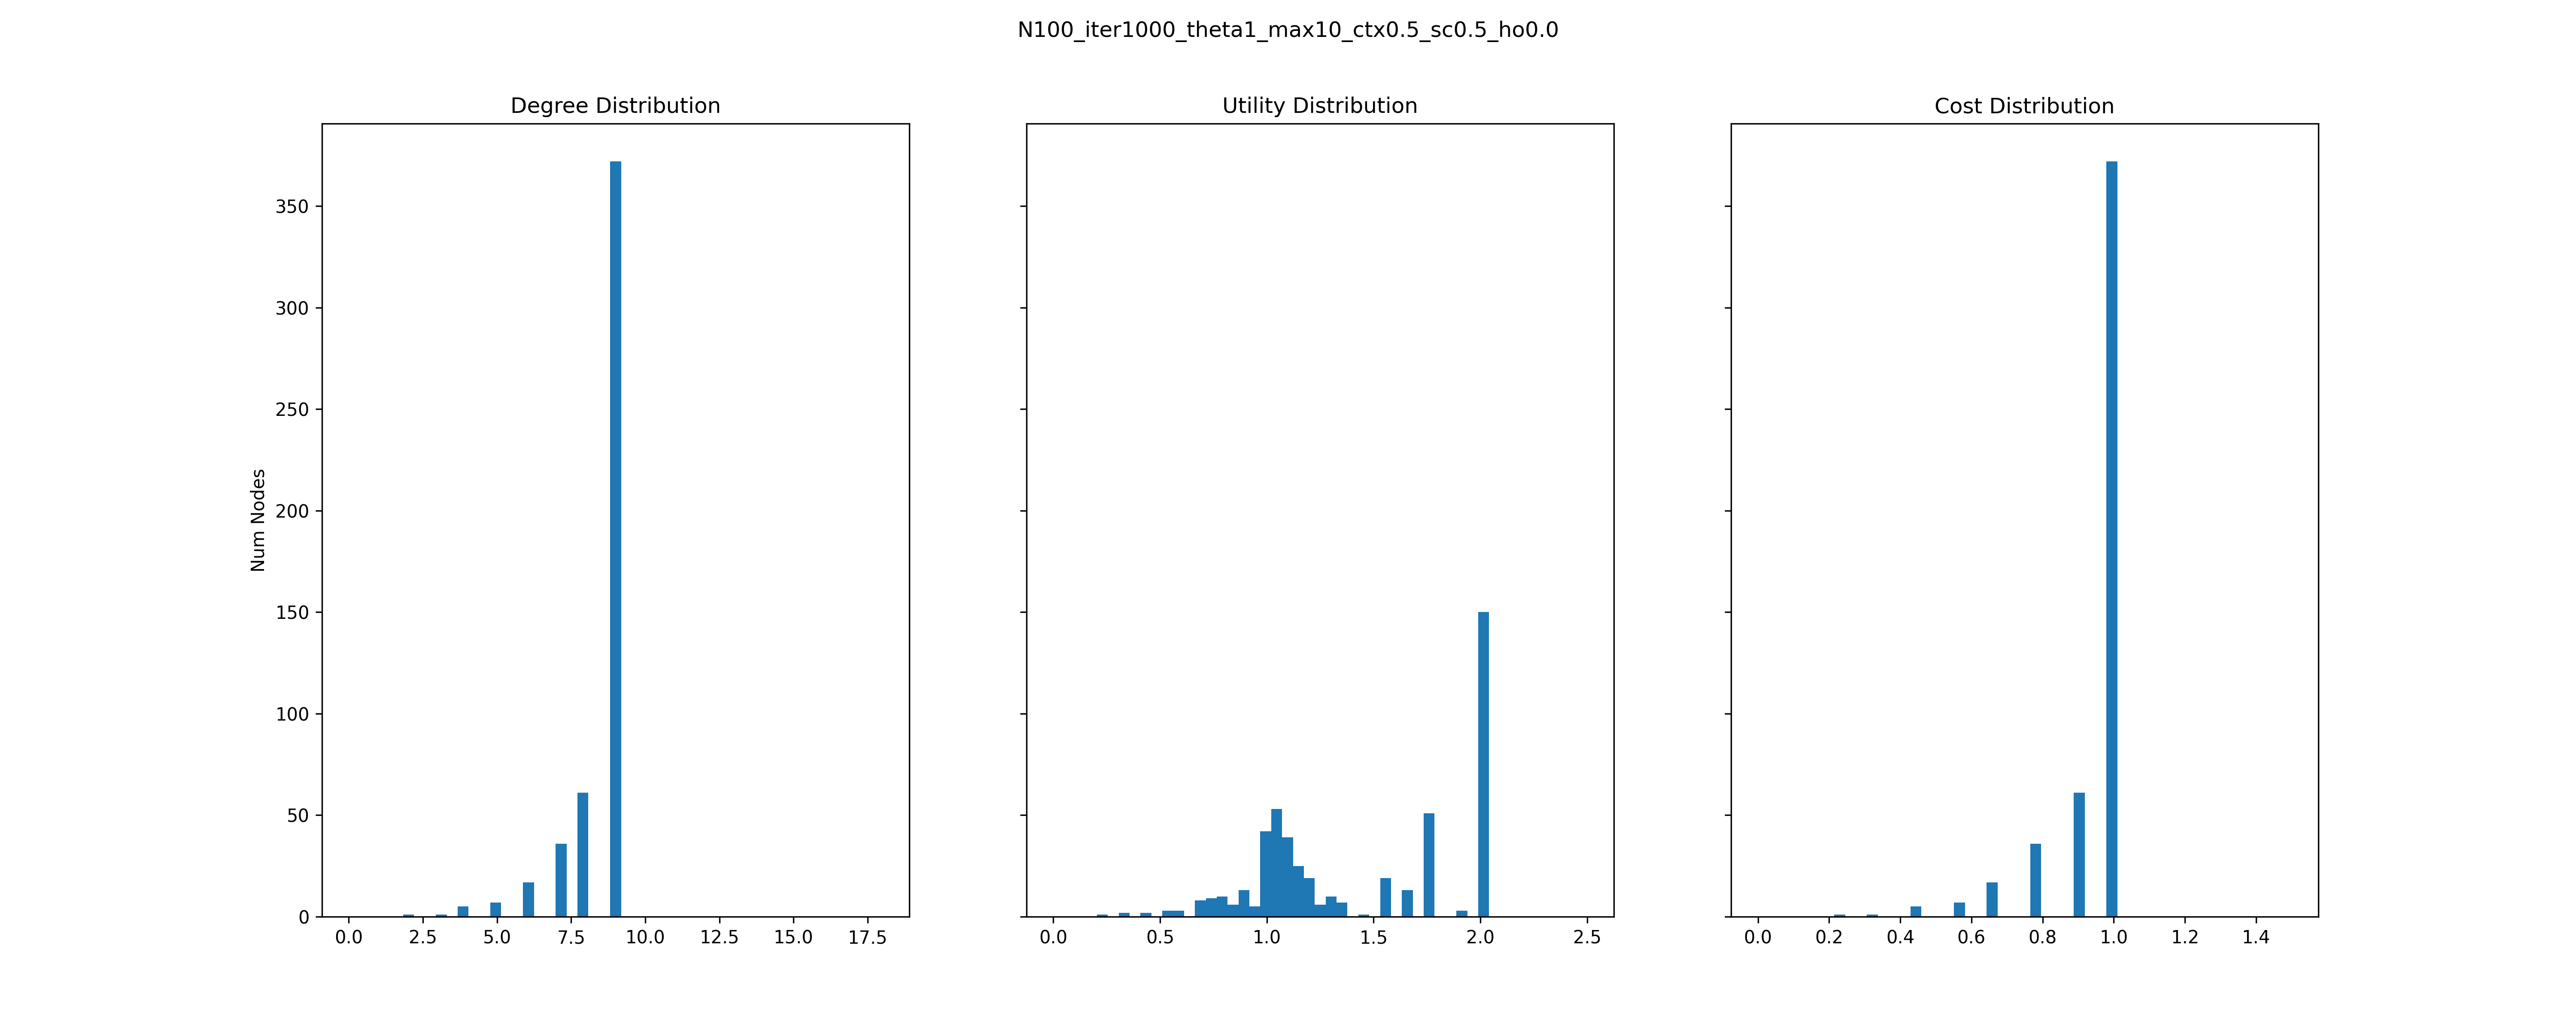 N100_iter1000_theta1_max10_ctx0.5_sc0.5_ho0.0
Degree Distribution
Utility Distribution
Cost Distribution
Num Nodes
350
300
250
200
150
100
50
0
0.0 2.5 5.0 7.5 10.0 12.5 15.0 17.5
0.0 0.5 1.0 1.5 2.0 2.5
0.0 0.2 0.4 0.6 0.8 1.0 1.2 1.4